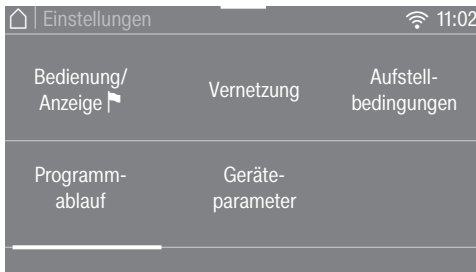 Einstellungen 11:02
Bedienung/
Anzeige
Vernetzung
Aufstell-
bedingungen
Programm-
ablauf
Geräte-
parameter